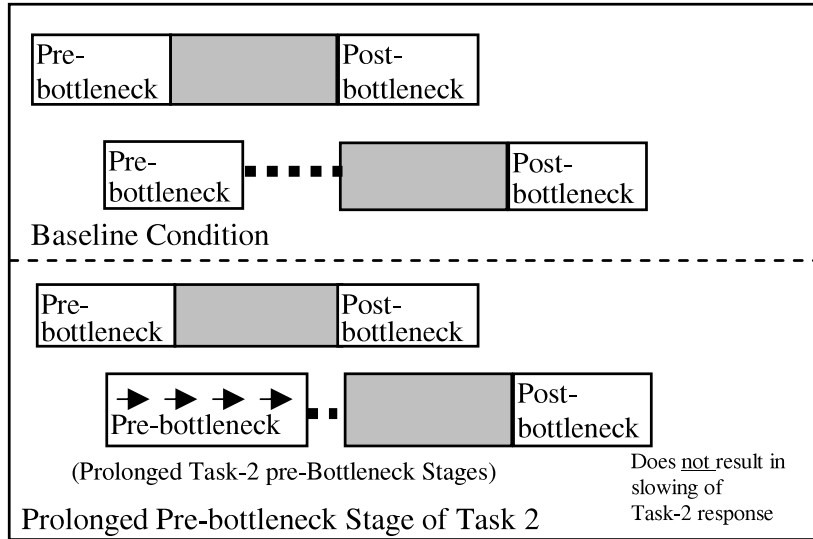 Pre-
bottleneck
Post-
bottleneck
Pre-
bottleneck
Post-
bottleneck
Baseline Condition
Pre-
bottleneck
Post-
bottleneck
Pre-bottleneck
Post-
bottleneck
(Prolonged Task-2 pre-Bottleneck Stages)
Does not result in
slowing of
Task-2 response
Prolonged Pre-bottleneck Stage of Task 2